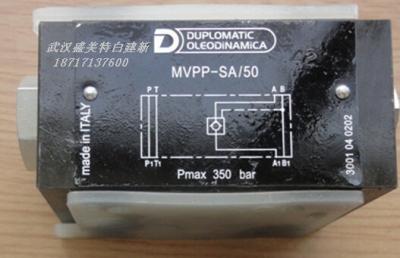 武汉盛美特白建新
18717137600
DUPLOMATIC
OLEODINAMICA
MVPP-SA/50
P T
A B
made in ITALY
3001 04 0202
P1 T1
A1 B1
Pmax 350 bar